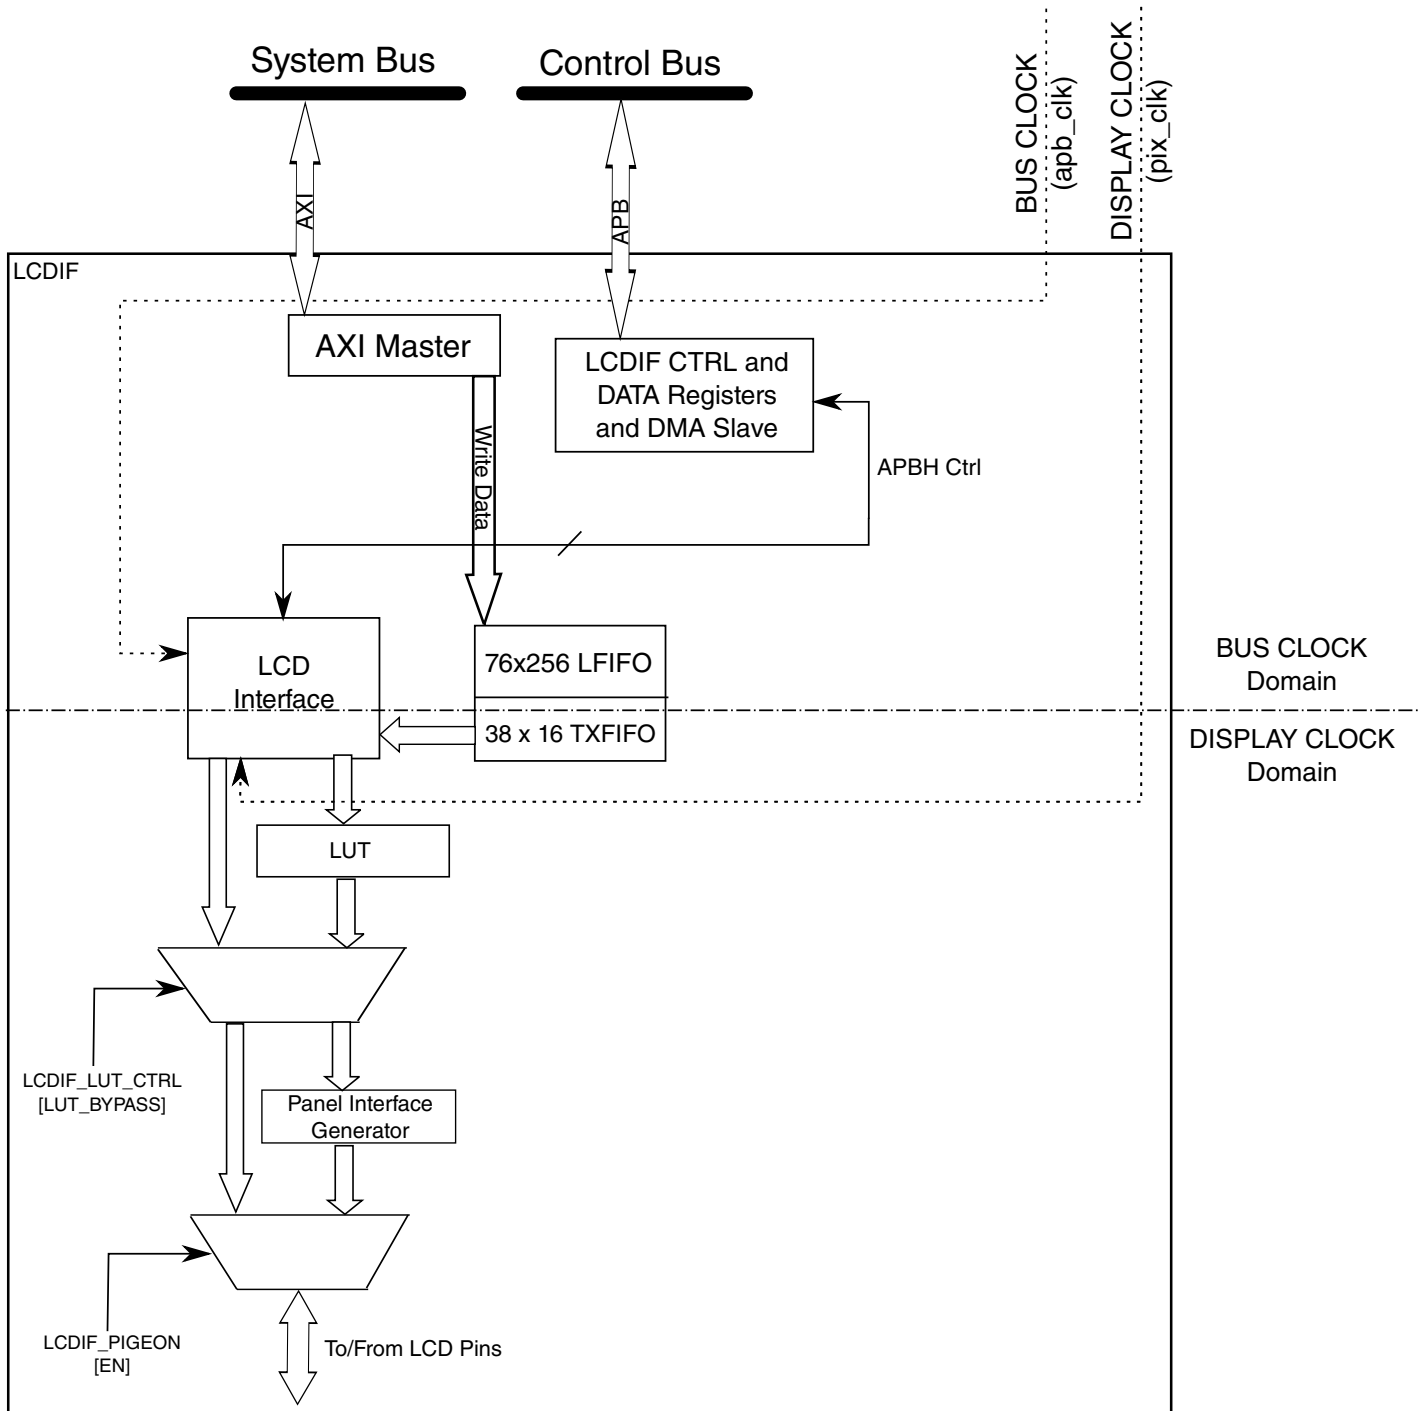 System Bus
Control Bus
BUS CLOCK
(apb_clk)
DISPLAY CLOCK
(pix_clk)
AXI
APB
LCDIF
AXI Master
LCDIF CTRL and
DATA Registers
and DMA Slave
Write Data
APBH Ctrl
LCD
Interface
76x256 LFIFO
38 x 16 TXFIFO
BUS CLOCK
Domain
DISPLAY CLOCK
Domain
LUT
LCDIF_LUT_CTRL
[LUT_BYPASS]
Panel Interface
Generator
LCDIF_PIGEON
[EN]
To/From LCD Pins